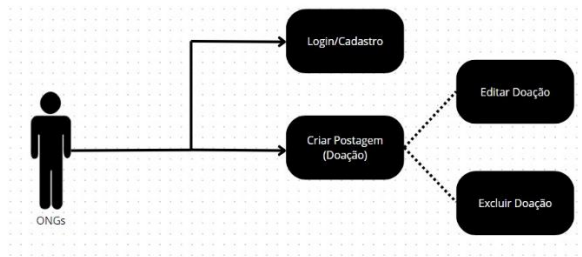 Login/Cadastro
Editar Doação
Criar Postagem
(Doação)
Excluir Doação
ONGs